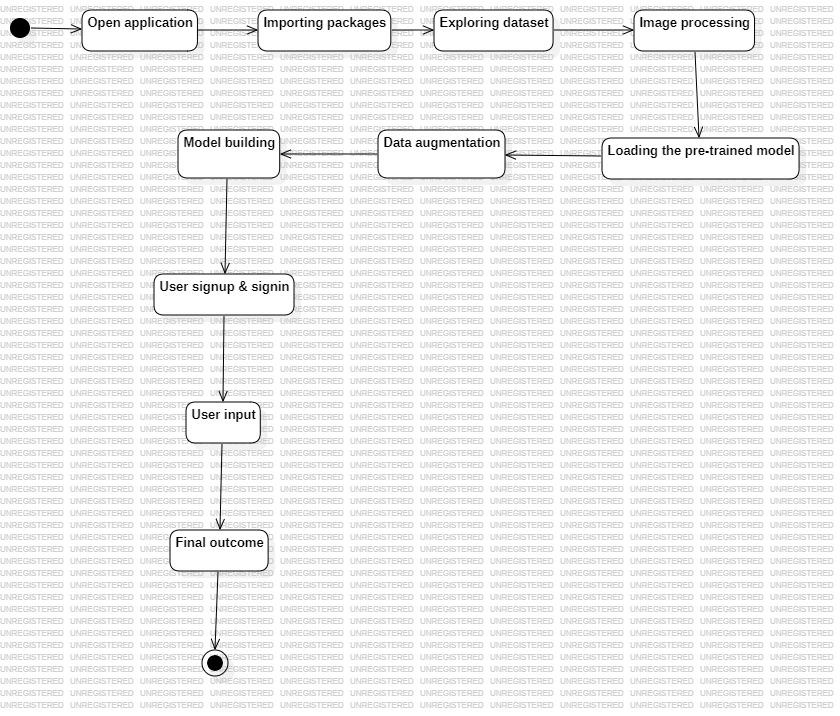 Open application
Importing packages
Exploring dataset
Image processing
Model building
Data augmentation
Loading the pre-trained model
User signup & signin
User input
Final outcome
UNREGISTERED